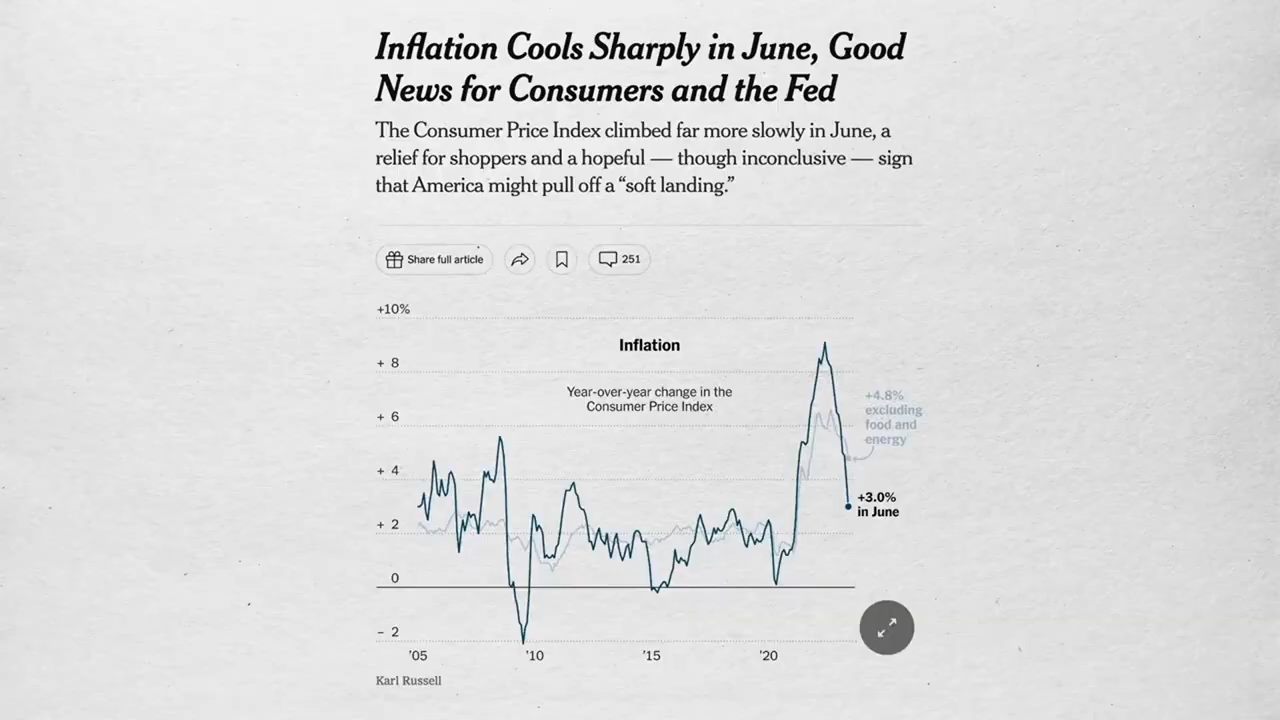 Inflation Cools Sharply in June, Good
News for Consumers and the Fed
The Consumer Price Index climbed far more slowly in June, a
relief for shoppers and a hopeful — though inconclusive — sign
that America might pull off a “soft landing.”
Share full article
251
+10%
Inflation
+ 8
Year-over-year change in the
Consumer Price Index
+4.8%
excluding
food and
energy
+ 6
+ 4
+3.0%
in June
+ 2
0
– 2
’05
’10
’15
’20
Karl Russell